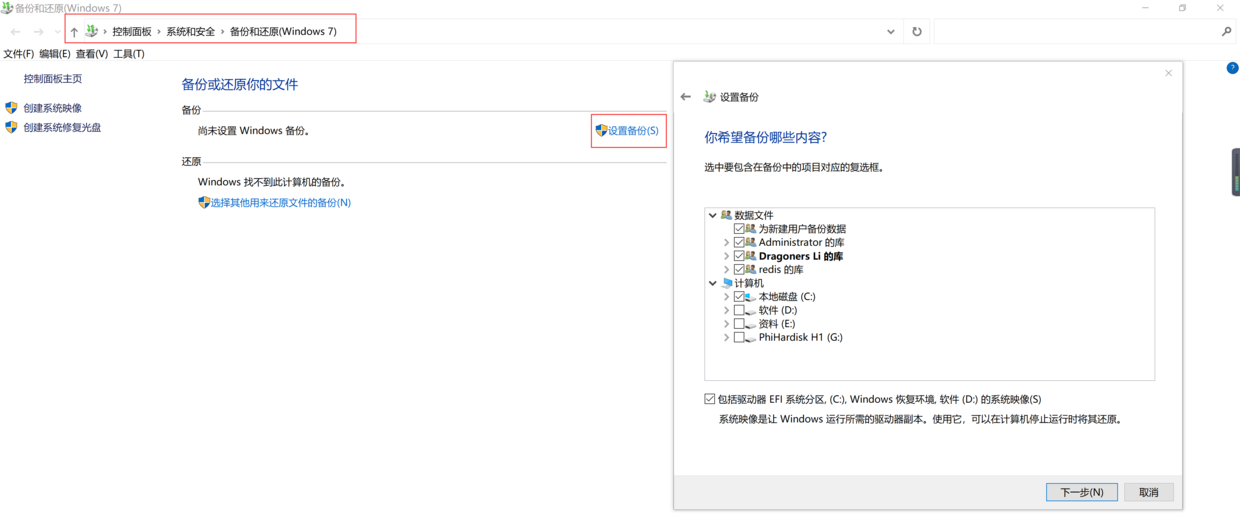 备份和还原(Windows 7)
控制面板 › 系统和安全 › 备份和还原(Windows 7)
文件(F) 编辑(E) 查看(V) 工具(T)
控制面板主页
创建系统映像
创建系统修复光盘
备份或还原你的文件
备份
尚未设置 Windows 备份。
设置备份(S)
还原
Windows 找不到此计算机的备份。
选择其他用来还原文件的备份(N)
设置备份
你希望备份哪些内容?
选中要包含在备份中的项目对应的复选框。
数据文件
为新建用户备份数据
Administrator 的库
Dragoners Li 的库
redis 的库
计算机
本地磁盘 (C:)
软件 (D:)
资料 (E:)
PhiHardisk H1 (G:)
包括驱动器 EFI 系统分区, (C:), Windows 恢复环境, 软件 (D:) 的系统映像(S)
系统映像是让 Windows 运行所需的驱动器副本。使用它，可以在计算机停止运行时将其还原。
下一步(N)
取消